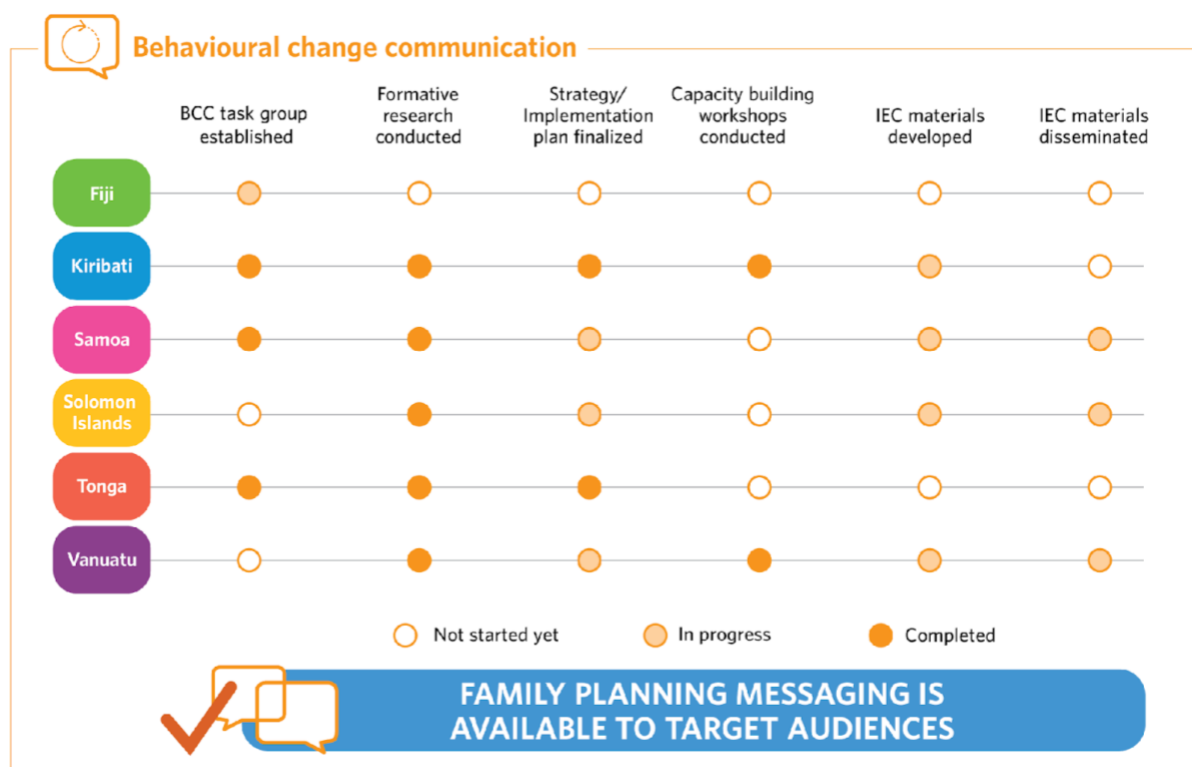 Behavioural change communication
BCC task group
established
Formative
research
conducted
Strategy/
Implementation
plan finalized
Capacity building
workshops
conducted
IEC materials
developed
IEC materials
disseminated
Fiji
Kiribati
Samoa
Solomon
Islands
Tonga
Vanuatu
Not started yet
In progress
Completed
FAMILY PLANNING MESSAGING IS
AVAILABLE TO TARGET AUDIENCES